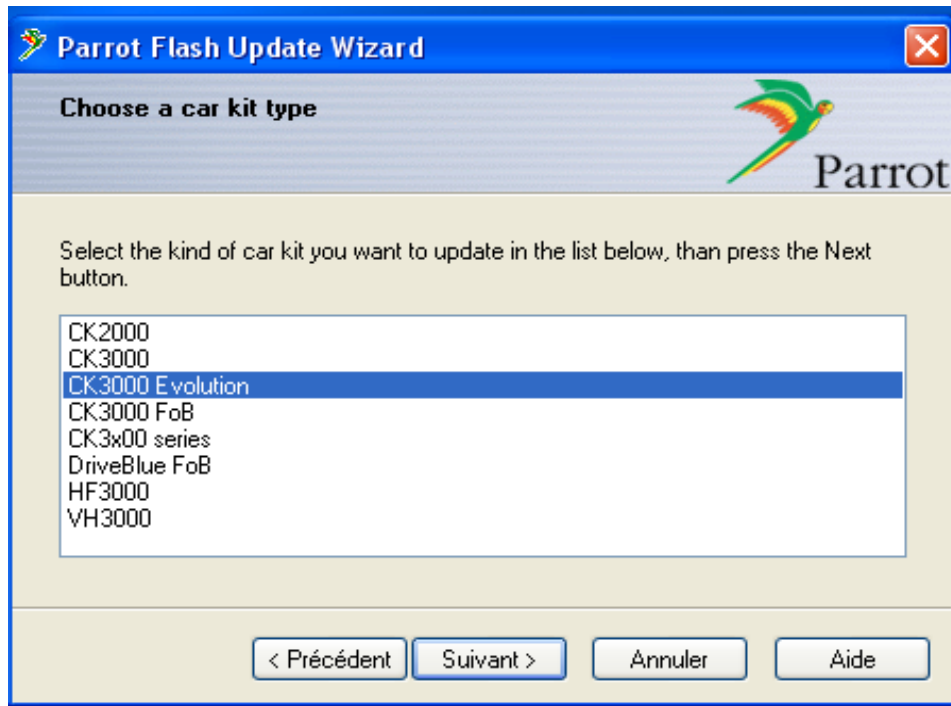 Parrot Flash Update Wizard
Choose a car kit type
Parrot
Select the kind of car kit you want to update in the list below, than press the Next
button.
CK2000
CK3000
CK3000 Evolution
CK3000 FoB
CK3x00 series
DriveBlue FoB
HF3000
VH3000
< Précédent Suivant > Annuler Aide